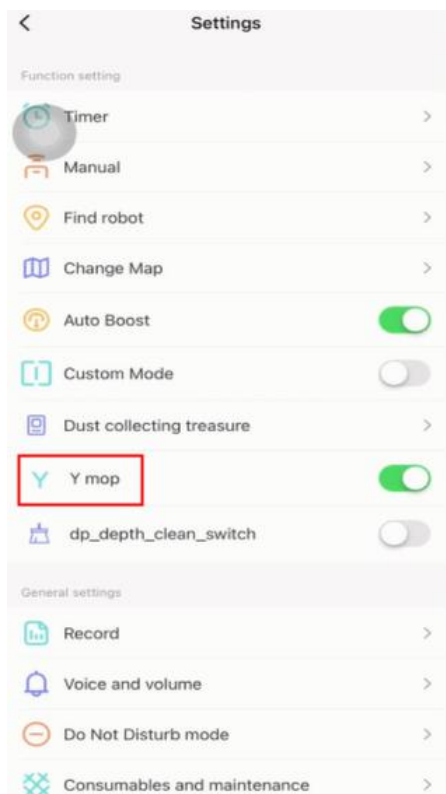 Settings
Function setting
Timer
Manual
Find robot
Change Map
Auto Boost
Custom Mode
Dust collecting treasure
Y mop
dp_depth_clean_switch
General settings
Record
Voice and volume
Do Not Disturb mode
Consumables and maintenance